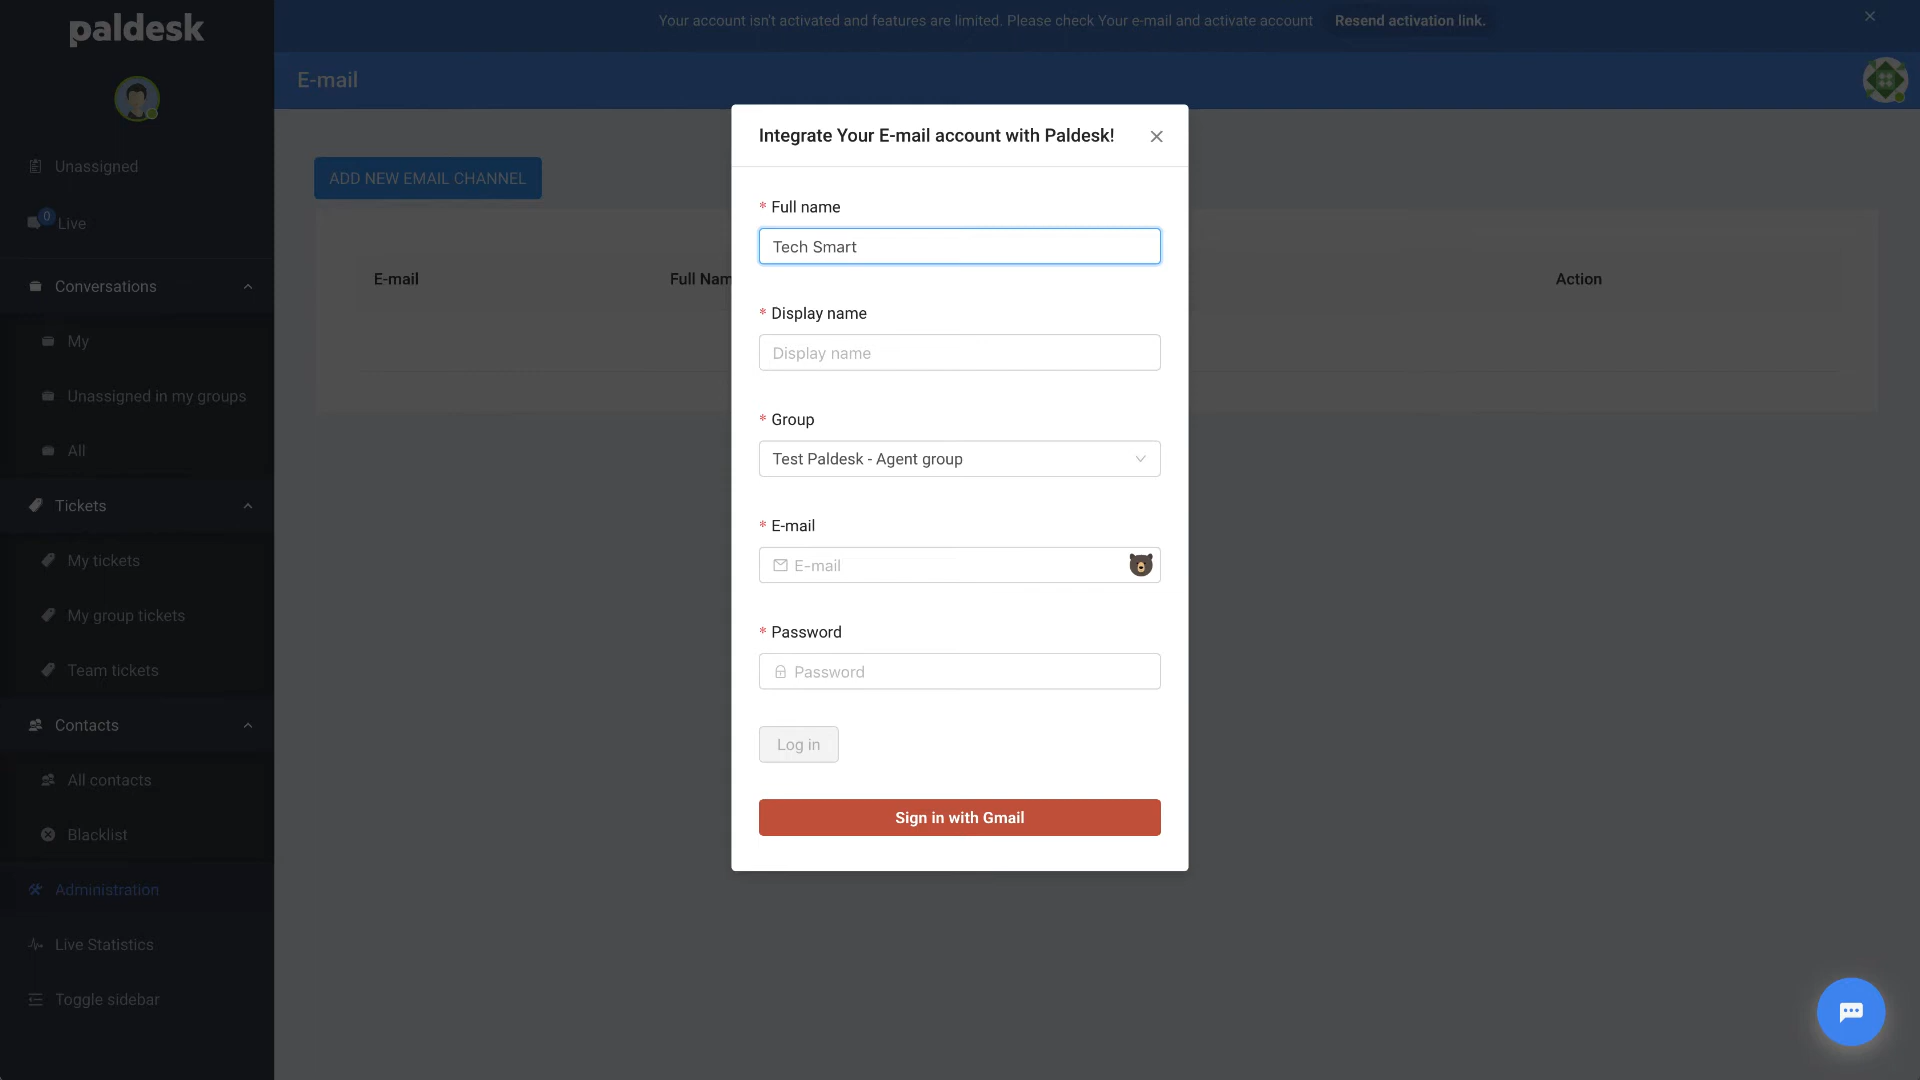 paldesk
Your account isn't activated and features are limited. Please check Your e-mail and activate account
Resend activation link.
E-mail
Unassigned
0
Live
Conversations
My
Unassigned in my groups
All
Tickets
My tickets
My group tickets
Team tickets
Contacts
All contacts
Blacklist
Administration
Live Statistics
Toggle sidebar
ADD NEW EMAIL CHANNEL
E-mail
Full Nam
Action
Integrate Your E-mail account with Paldesk!
* Full name
Tech Smart
* Display name
Display name
* Group
Test Paldesk - Agent group
* E-mail
E-mail
* Password
Password
Log in
Sign in with Gmail